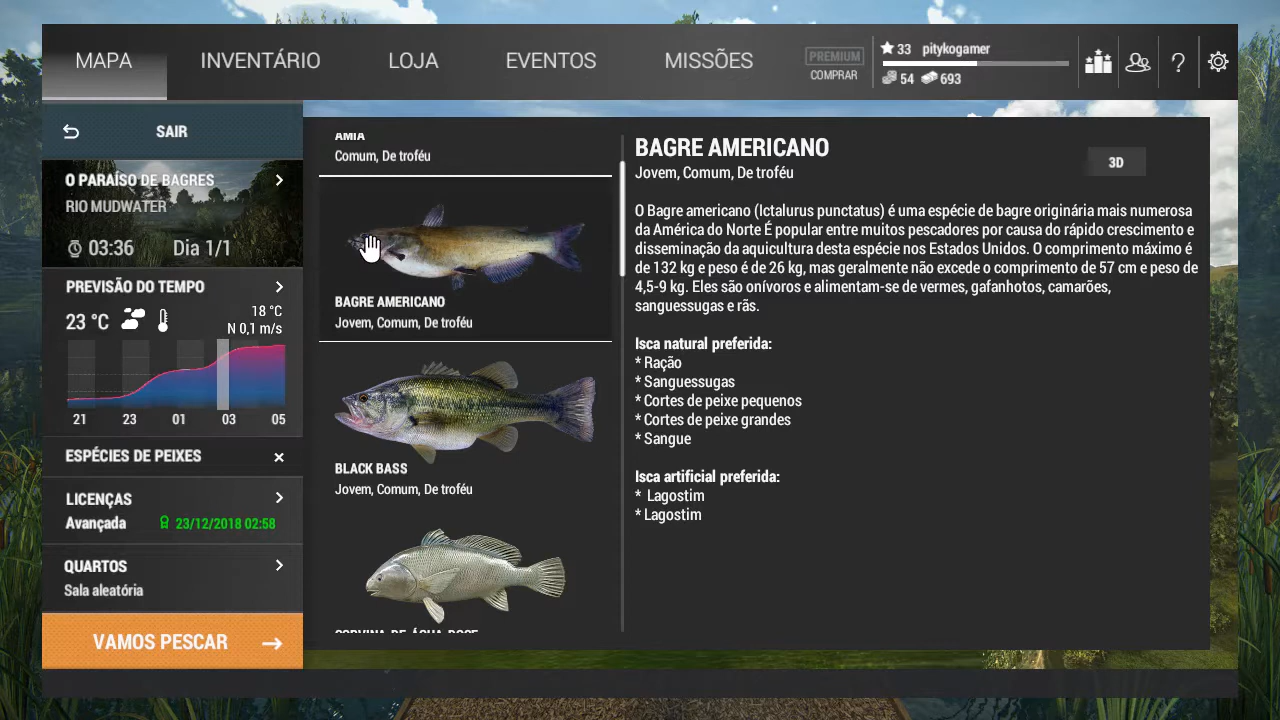 MAPA
INVENTÁRIO
LOJA
EVENTOS
MISSÕES
PREMIUM
COMPRAR
33 pitykogamer
54 693
SAIR
O PARAÍSO DE BAGRES
RIO MUDWATER
03:36 Dia 1/1
PREVISÃO DO TEMPO
23 °C
18 °C
N 0,1 m/s
21 23 01 03 05
ESPÉCIES DE PEIXES
LICENÇAS
Avançada 23/12/2018 02:58
QUARTOS
Sala aleatória
VAMOS PESCAR
AMIA
Comum, De troféu
BAGRE AMERICANO
Jovem, Comum, De troféu
BLACK BASS
Jovem, Comum, De troféu
CORVINA DE ÁGUA DOCE
BAGRE AMERICANO
Jovem, Comum, De troféu
3D
O Bagre americano (Ictalurus punctatus) é uma espécie de bagre originária mais numerosa
da América do Norte É popular entre muitos pescadores por causa do rápido crescimento e
disseminação da aquicultura desta espécie nos Estados Unidos. O comprimento máximo é
de 132 kg e peso é de 26 kg, mas geralmente não excede o comprimento de 57 cm e peso de
4,5-9 kg. Eles são onívoros e alimentam-se de vermes, gafanhotos, camarões,
sanguessugas e rãs.
Isca natural preferida:
* Ração
* Sanguessugas
* Cortes de peixe pequenos
* Cortes de peixe grandes
* Sangue
Isca artificial preferida:
* Lagostim
* Lagostim